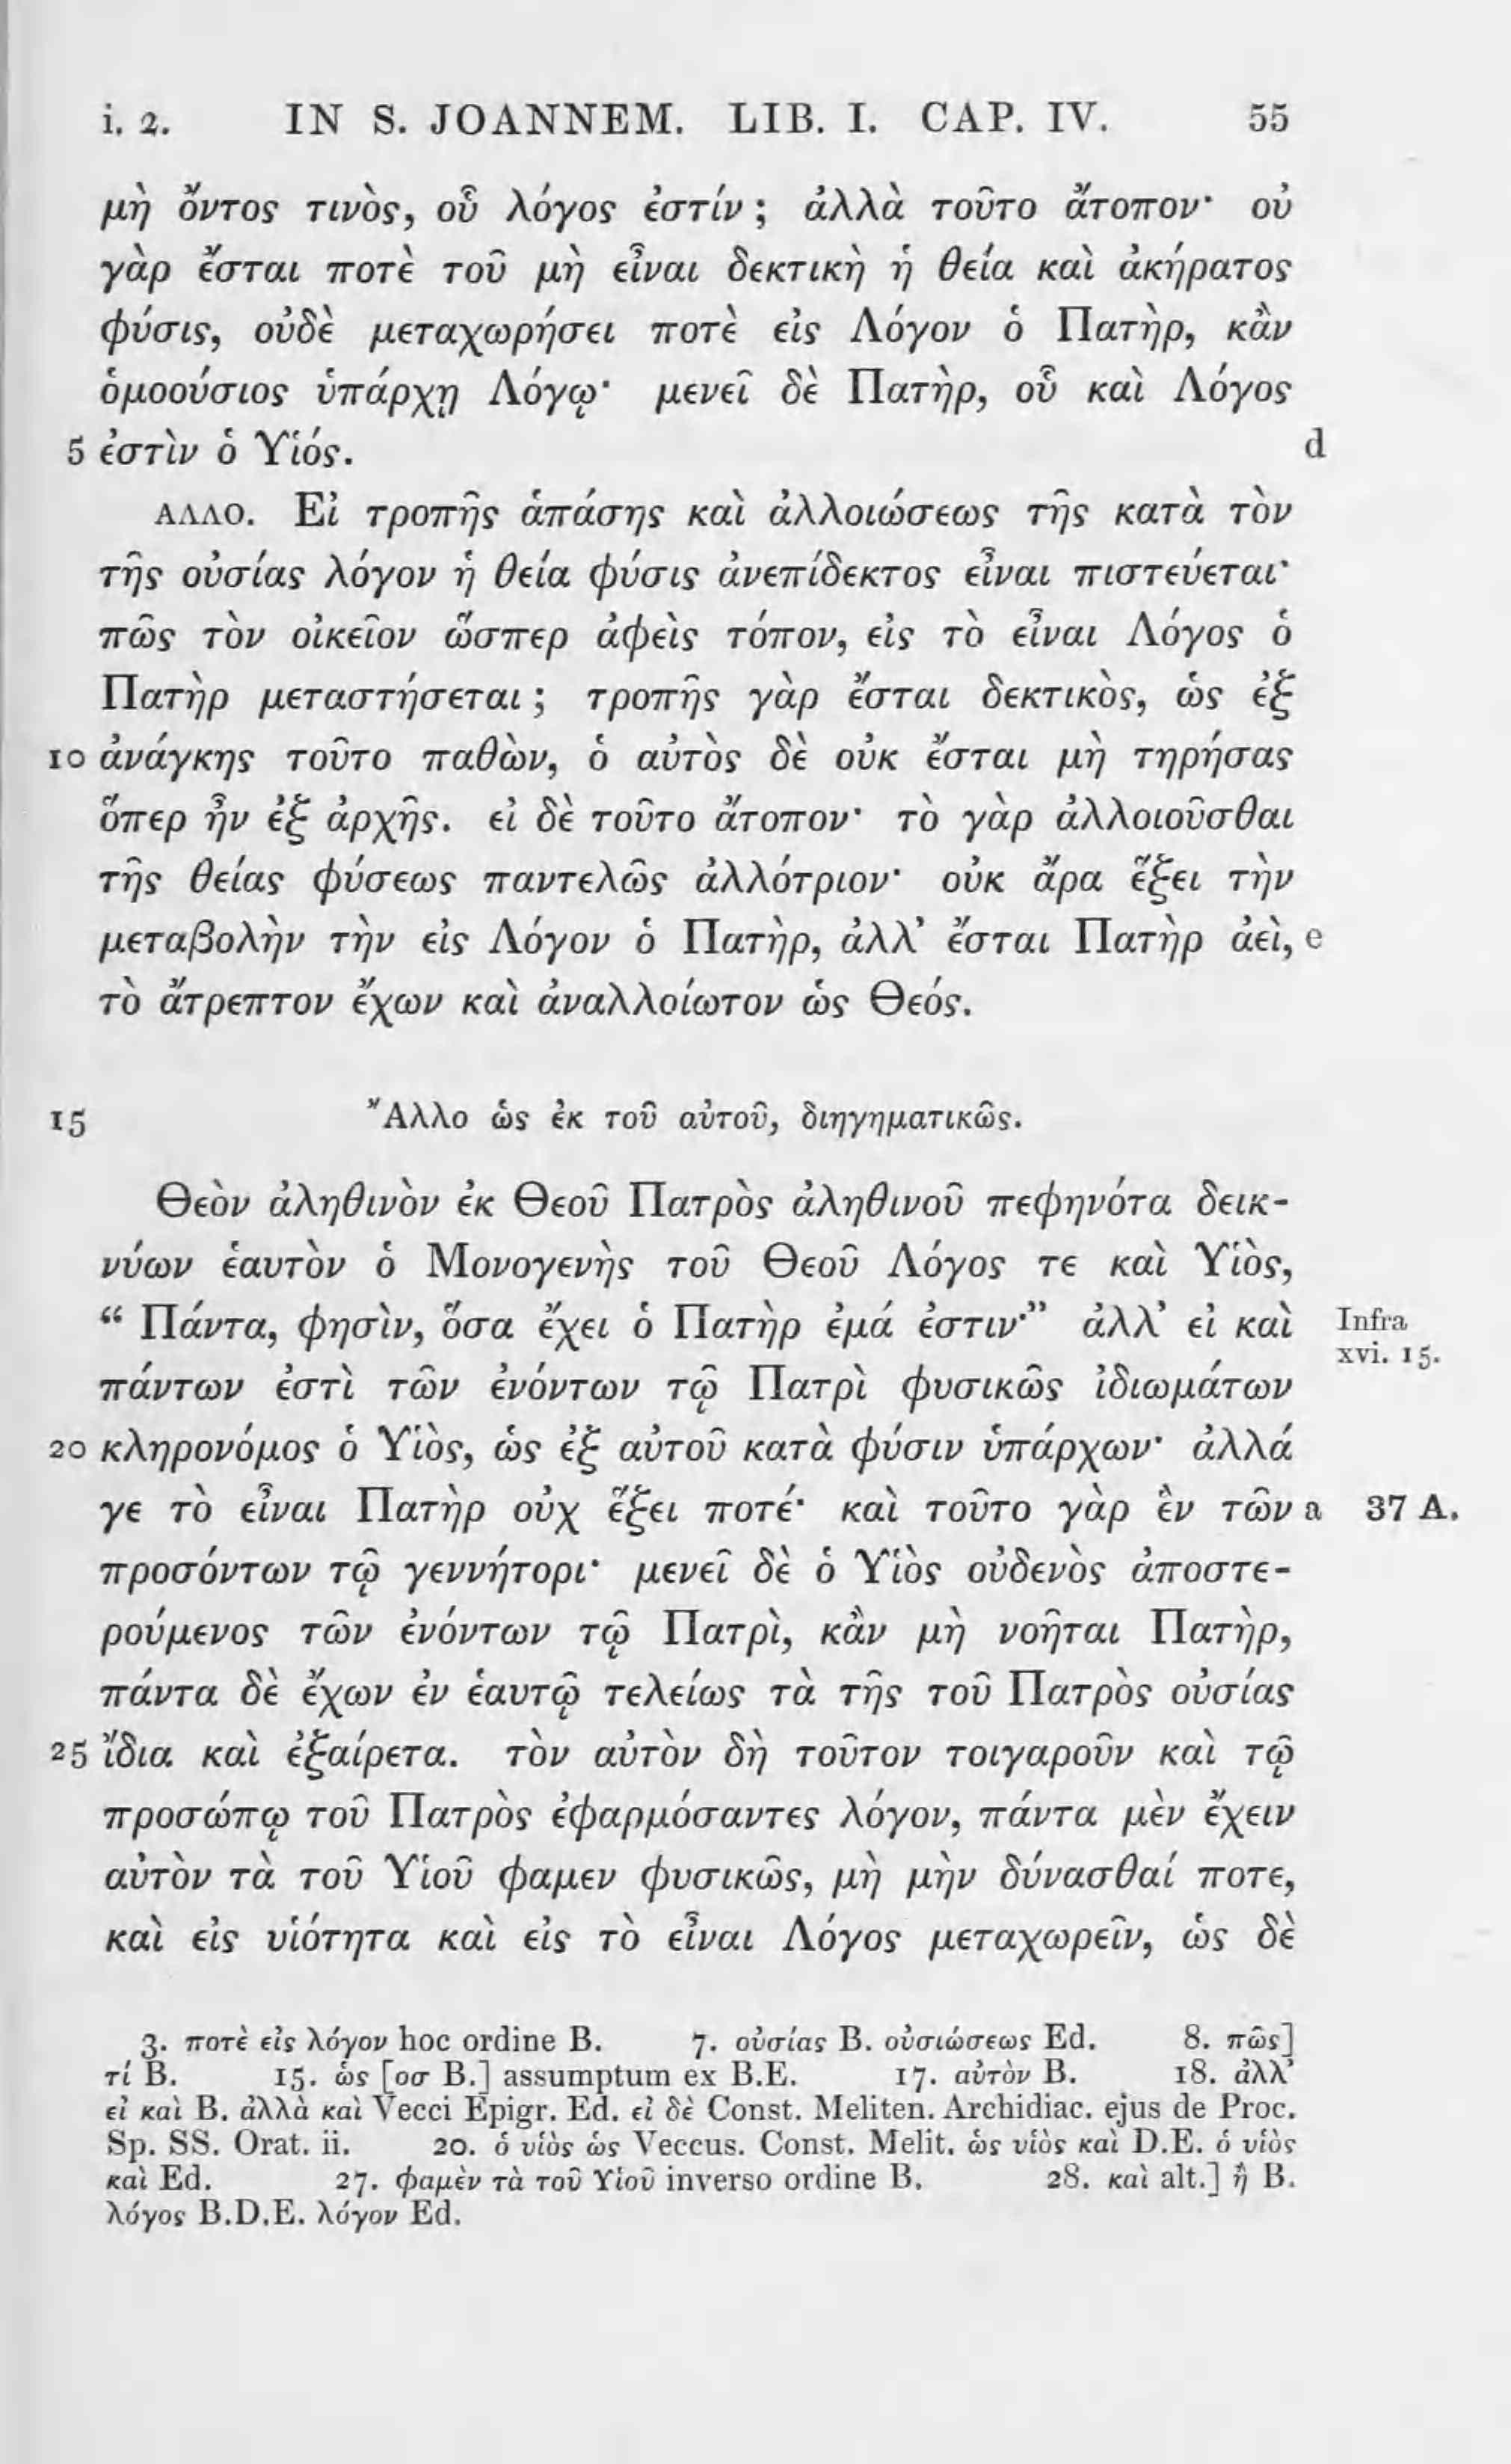 i. 2. IN S. JOANNEM. LIB. I. CAP. IV. 55
μὴ ὄντος τινὸς, οὗ λόγος ἐστίν ; ἀλλὰ τοῦτο ἄτοπον· οὐ
γὰρ ἔσται ποτὲ τοῦ μὴ εἶναι δεκτικὴ ἡ θεία καὶ ἀκήρατος
φύσις, οὐδὲ μεταχωρήσει ποτὲ εἰς Λόγον ὁ Πατὴρ, κἂν
ὁμοούσιος ὑπάρχῃ Λόγῳ· μενεῖ δὲ Πατὴρ, οὗ καὶ Λόγος
5 ἐστὶν ὁ Υἱός. d
ΑΛΛΟ. Εἰ τροπῆς ἁπάσης καὶ ἀλλοιώσεως τῆς κατὰ τὸν
τῆς οὐσίας λόγον ἡ θεία φύσις ἀνεπίδεκτος εἶναι πιστεύεται·
πῶς τὸν οἰκεῖον ὥσπερ ἀφεὶς τόπον, εἰς τὸ εἶναι Λόγος ὁ
Πατὴρ μεταστήσεται ; τροπῆς γὰρ ἔσται δεκτικὸς, ὡς ἐξ
10 ἀνάγκης τοῦτο παθὼν, ὁ αὐτὸς δὲ οὐκ ἔσται μὴ τηρήσας
ὅπερ ἦν ἐξ ἀρχῆς. εἰ δὲ τοῦτο ἄτοπον· τὸ γὰρ ἀλλοιοῦσθαι
τῆς θείας φύσεως παντελῶς ἀλλότριον· οὐκ ἄρα ἕξει τὴν
μεταβολὴν τὴν εἰς Λόγον ὁ Πατὴρ, ἀλλ’ ἔσται Πατὴρ ἀεὶ, e
τὸ ἄτρεπτον ἔχων καὶ ἀναλλοίωτον ὡς Θεός.
15 Ἄλλο ὡς ἐκ τοῦ αὐτοῦ, διηγηματικῶς.
Θεὸν ἀληθινὸν ἐκ Θεοῦ Πατρὸς ἀληθινοῦ πεφηνότα δεικ-
νύων ἑαυτὸν ὁ Μονογενὴς τοῦ Θεοῦ Λόγος τε καὶ Υἱὸς,
“ Πάντα, φησὶν, ὅσα ἔχει ὁ Πατὴρ ἐμά ἐστιν·” ἀλλ’ εἰ καὶ Infra
xvi. 15.
πάντων ἐστὶ τῶν ἐνόντων τῷ Πατρὶ φυσικῶς ἰδιωμάτων
20 κληρονόμος ὁ Υἱὸς, ὡς ἐξ αὐτοῦ κατὰ φύσιν ὑπάρχων· ἀλλά
γε τὸ εἶναι Πατὴρ οὐχ ἕξει ποτέ· καὶ τοῦτο γὰρ ἓν τῶν a 37 A.
προσόντων τῷ γεννήτορι· μενεῖ δὲ ὁ Υἱὸς οὐδενὸς ἀποστε-
ρούμενος τῶν ἐνόντων τῷ Πατρὶ, κἂν μὴ νοῆται Πατὴρ,
πάντα δὲ ἔχων ἐν ἑαυτῷ τελείως τὰ τῆς τοῦ Πατρὸς οὐσίας
25 ἴδια καὶ ἐξαίρετα. τὸν αὐτὸν δὴ τοῦτον τοιγαροῦν καὶ τῷ
προσώπῳ τοῦ Πατρὸς ἐφαρμόσαντες λόγον, πάντα μὲν ἔχειν
αὐτὸν τὰ τοῦ Υἱοῦ φαμεν φυσικῶς, μὴ μὴν δύνασθαί ποτε,
καὶ εἰς υἱότητα καὶ εἰς τὸ εἶναι Λόγος μεταχωρεῖν, ὡς δὲ
3. ποτὲ εἰς λόγον hoc ordine B. 7. οὐσίας B. οὐσιώσεως Ed. 8. πῶς]
τί B. 15. ὡς [οσ B.] assumptum ex B.E. 17. αὐτὸν B. 18. ἀλλ’
εἰ καὶ B. ἀλλὰ καὶ Vecci Epigr. Ed. εἰ δὲ Const. Meliten. Archidiac. ejus de Proc.
Sp. SS. Orat. ii. 20. ὁ υἱὸς ὡς Veccus. Const. Melit. ὡς υἱὸς καὶ D.E. ὁ υἱὸς
καὶ Ed. 27. φαμὲν τὰ τοῦ Υἱοῦ inverso ordine B. 28. καὶ alt.] ἢ B.
λόγος B.D.E. λόγον Ed.